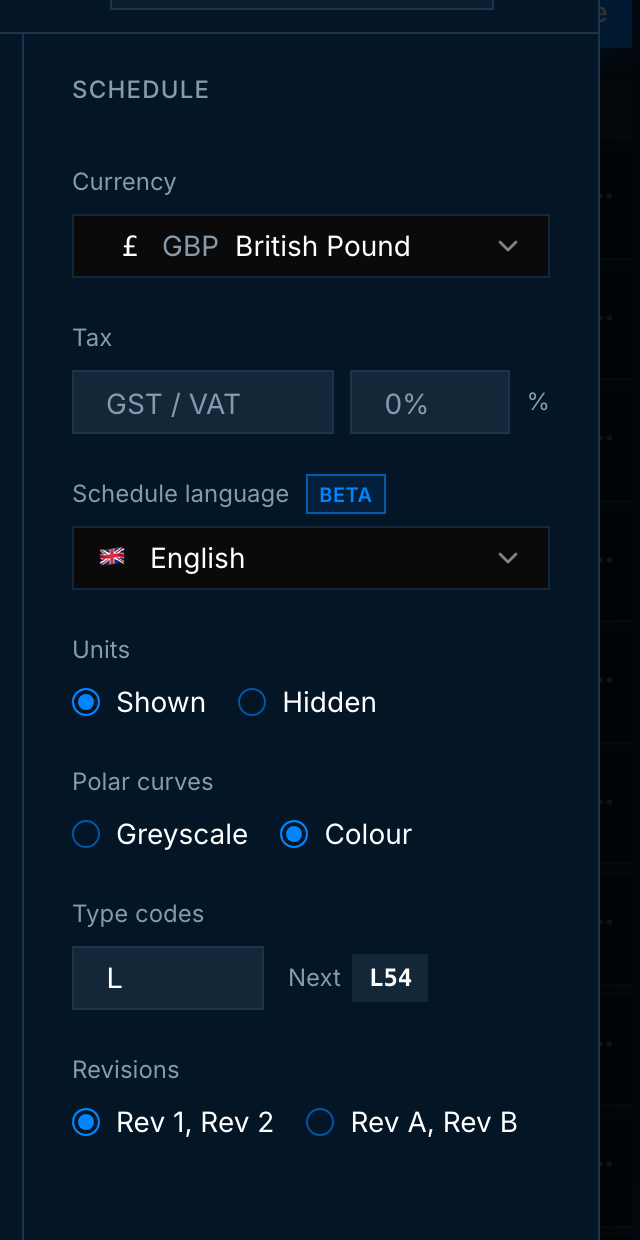 SCHEDULE
Currency
£ GBP British Pound
Tax
GST / VAT 0% %
Schedule language BETA
English
Units
Shown Hidden
Polar curves
Greyscale Colour
Type codes
L Next L54
Revisions
Rev 1, Rev 2 Rev A, Rev B